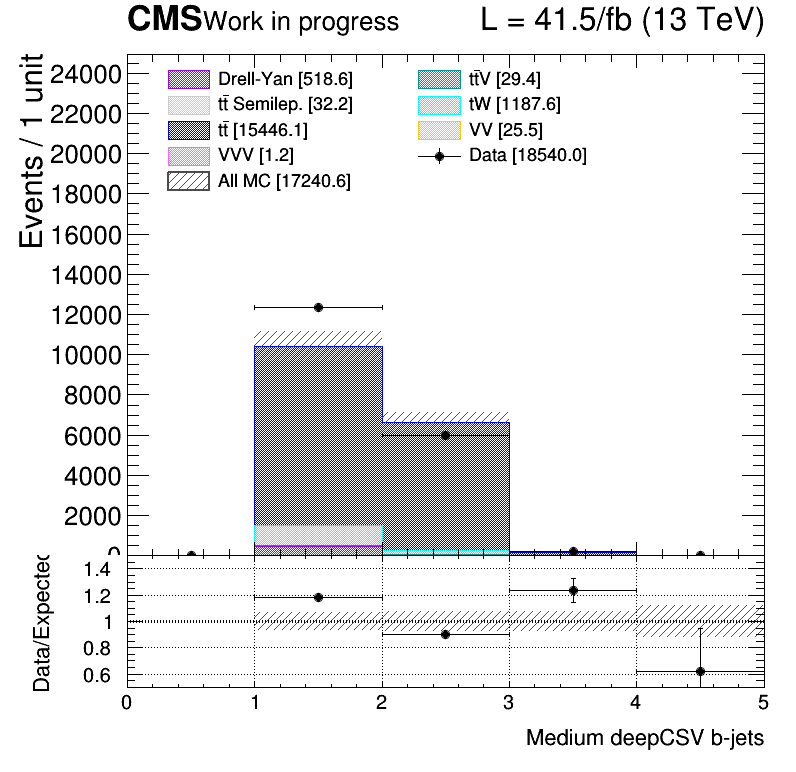 CMS Work in progress L = 41.5/fb (13 TeV)
Events / 1 unit
24000
22000
20000
18000
16000
14000
12000
10000
8000
6000
4000
2000
0
Drell-Yan [518.6]
tt̄ Semilep. [32.2]
tt̄ [15446.1]
VVV [1.2]
All MC [17240.6]
tt̄V [29.4]
tW [1187.6]
VV [25.5]
Data [18540.0]
Data/Expected
1.4
1.2
1
0.8
0.6
0 1 2 3 4 5
Medium deepCSV b-jets